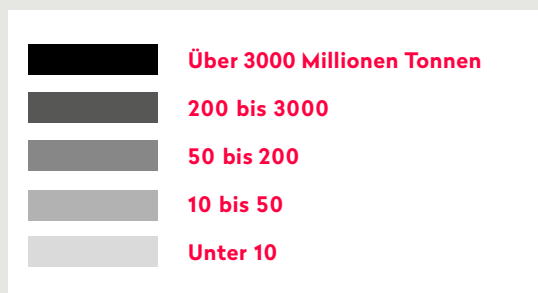 Über 3000 Millionen Tonnen
200 bis 3000
50 bis 200
10 bis 50
Unter 10